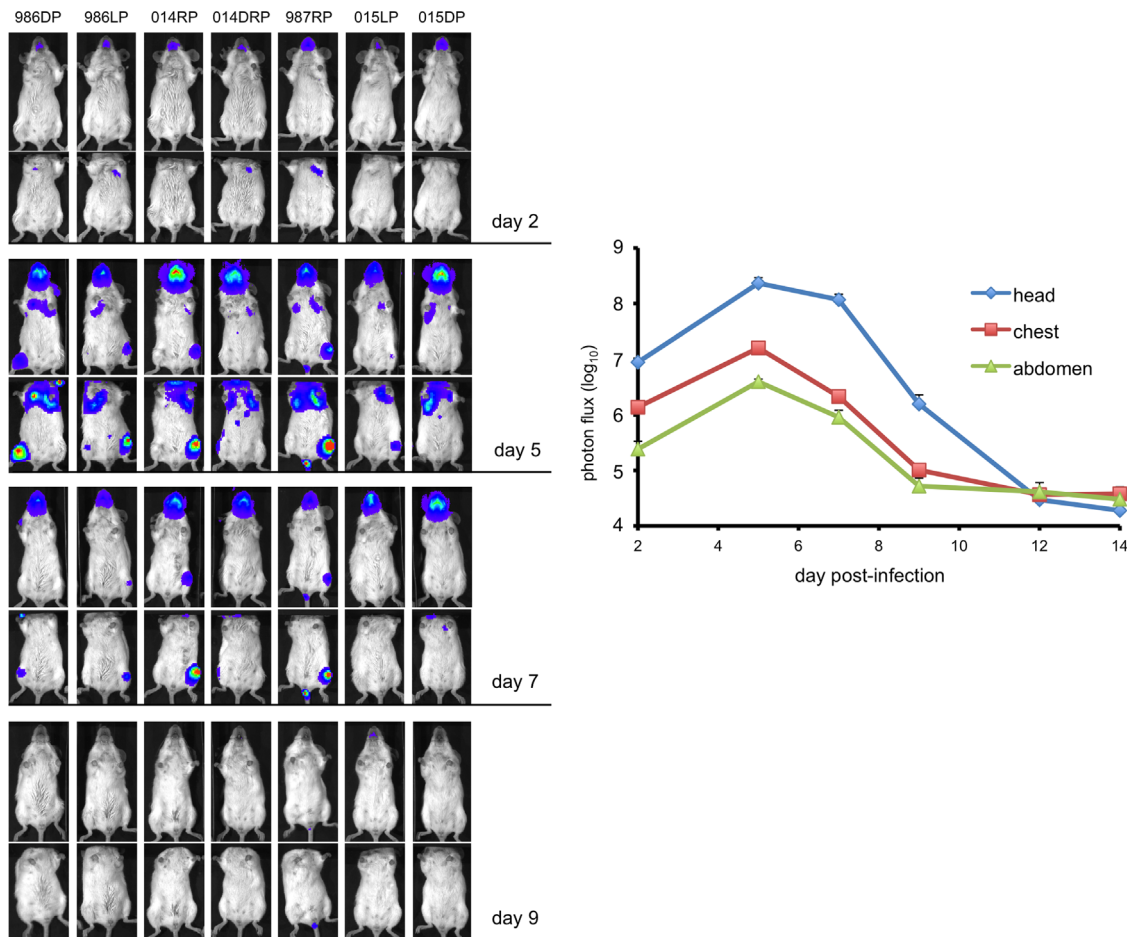 986DP 986LP 014RP 014DRP 987RP 015LP 015DP
day 2
day 5
day 7
day 9
9
8
7
6
5
4
photon flux (log10)
2 4 6 8 10 12 14
day post-infection
head
chest
abdomen